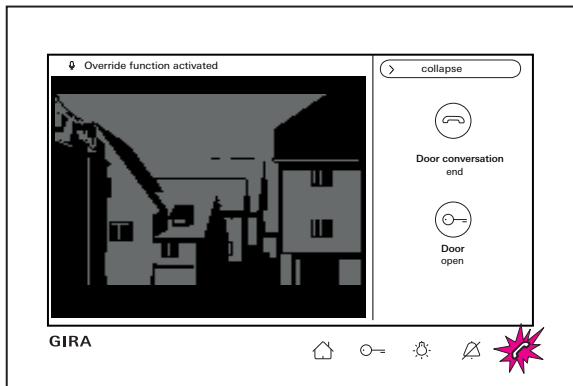 Override function activated
collapse
Door conversation
end
Door
open
GIRA